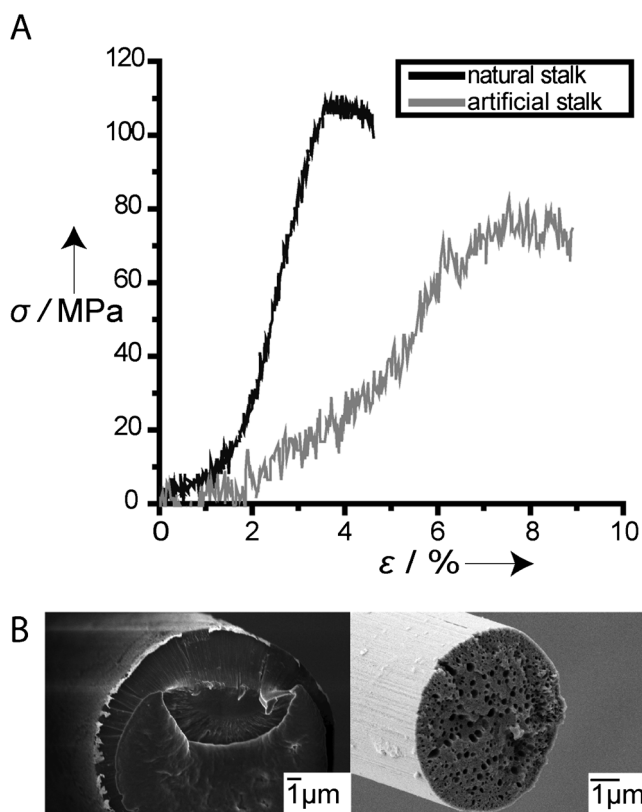 A
120
natural stalk
artificial stalk
100
80
60
σ / MPa
40
20
0
0 2 4 6 8 10
ε / %
B
1µm
1µm